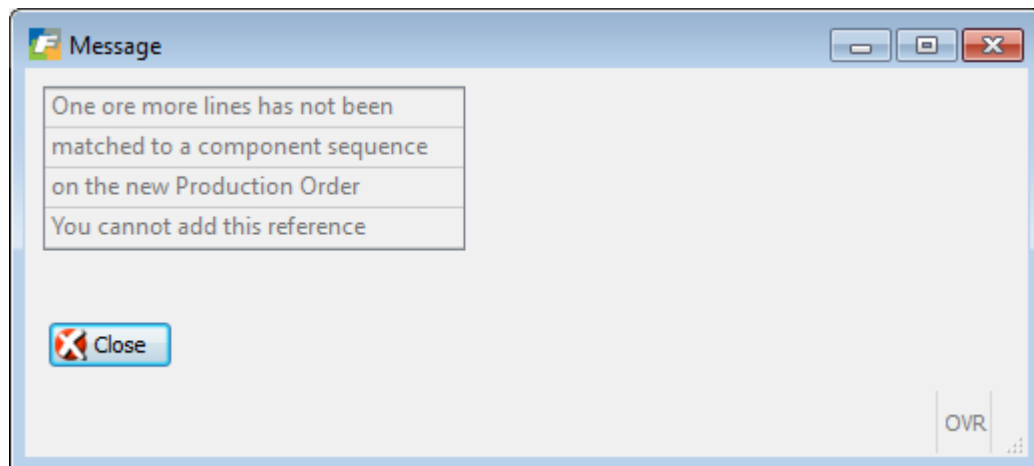 Message
One ore more lines has not been
matched to a component sequence
on the new Production Order
You cannot add this reference
Close
OVR